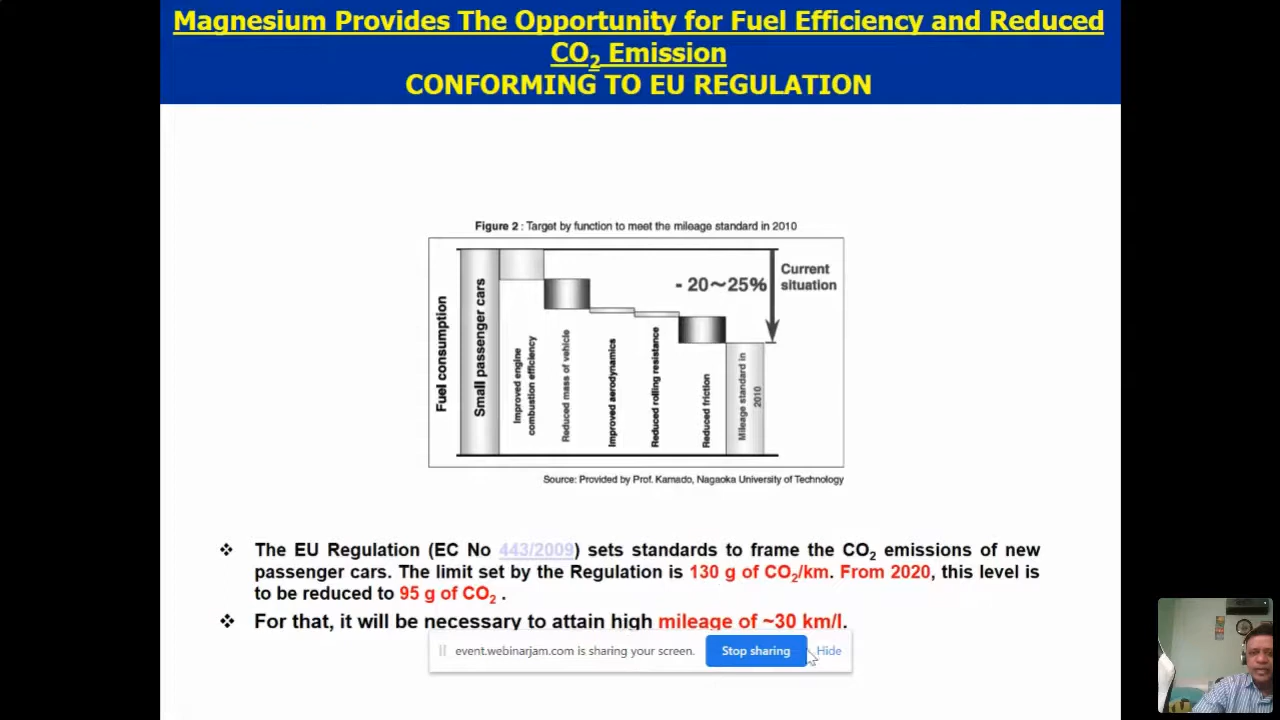 Magnesium Provides The Opportunity for Fuel Efficiency and Reduced
CO₂ Emission
CONFORMING TO EU REGULATION
Figure 2 : Target by function to meet the mileage standard in 2010
Fuel consumption
Small passenger cars
Improved engine
combustion efficiency
Reduced mass of vehicle
Improved aerodynamics
Reduced rolling resistance
Reduced friction
Mileage standard in
2010
- 20~25%
Current
situation
Source: Provided by Prof. Kamado, Nagaoka University of Technology
❖ The EU Regulation (EC No 443/2009) sets standards to frame the CO₂ emissions of new
passenger cars. The limit set by the Regulation is 130 g of CO₂/km. From 2020, this level is
to be reduced to 95 g of CO₂ .
❖ For that, it will be necessary to attain high mileage of ~30 km/l.
event.webinarjam.com is sharing your screen.
Stop sharing
Hide